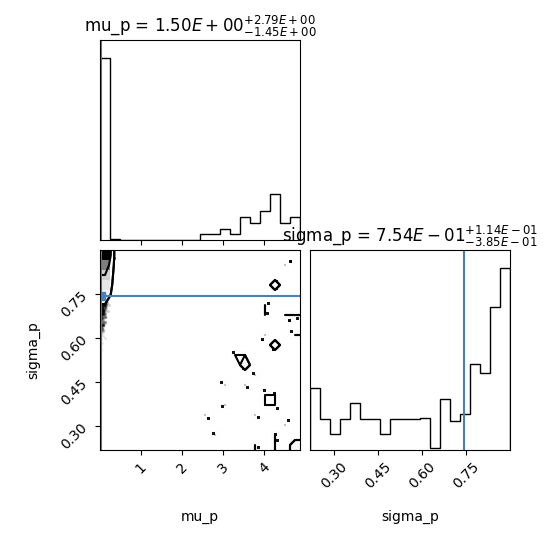 mu_p = 1.50E + 00 +2.79E+00 −1.45E+00
sigma_p = 7.54E − 01 +1.14E−01 −3.85E−01
sigma_p
0.75
0.60
0.45
0.30
1 2 3 4
0.30 0.45 0.60 0.75
mu_p
sigma_p